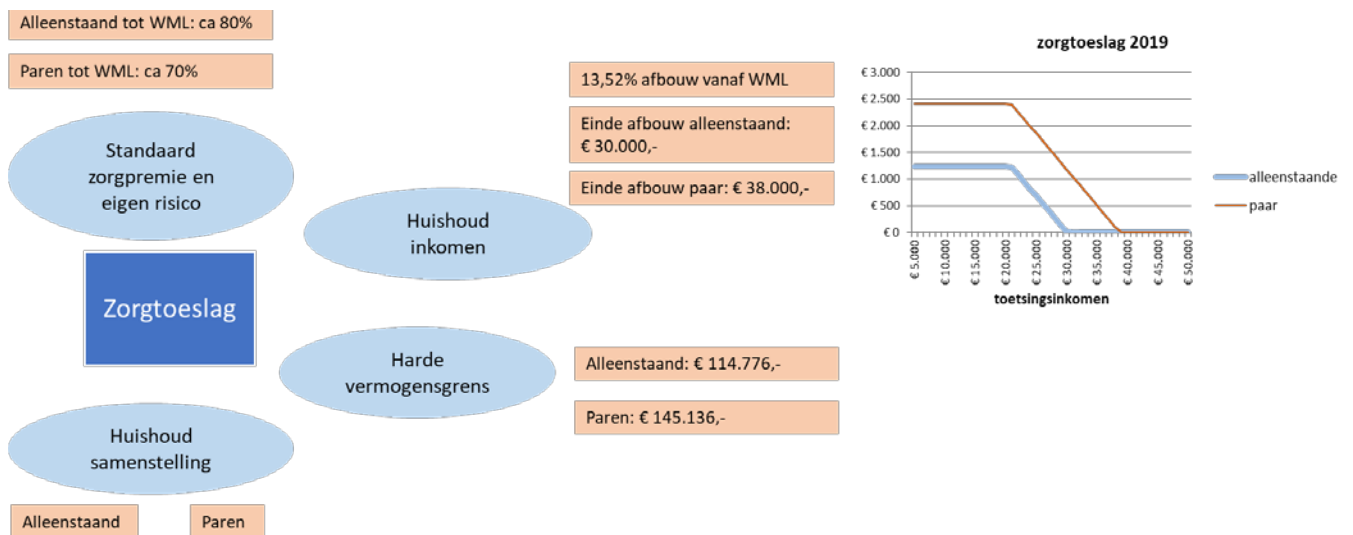 Alleenstaand tot WML: ca 80%
Paren tot WML: ca 70%
Standaard
zorgpremie en
eigen risico
Zorgtoeslag
Huishoud
samenstelling
Alleenstaand
Paren
Huishoud
inkomen
13,52% afbouw vanaf WML
Einde afbouw alleenstaand:
€ 30.000,-
Einde afbouw paar: € 38.000,-
Harde
vermogensgrens
Alleenstaand: € 114.776,-
Paren: € 145.136,-
zorgtoeslag 2019
€ 3.000
€ 2.500
€ 2.000
€ 1.500
€ 1.000
€ 500
€ 0
€ 5.000
€ 10.000
€ 15.000
€ 20.000
€ 25.000
€ 30.000
€ 35.000
€ 40.000
€ 45.000
€ 50.000
toetsingsinkomen
alleenstaande
paar